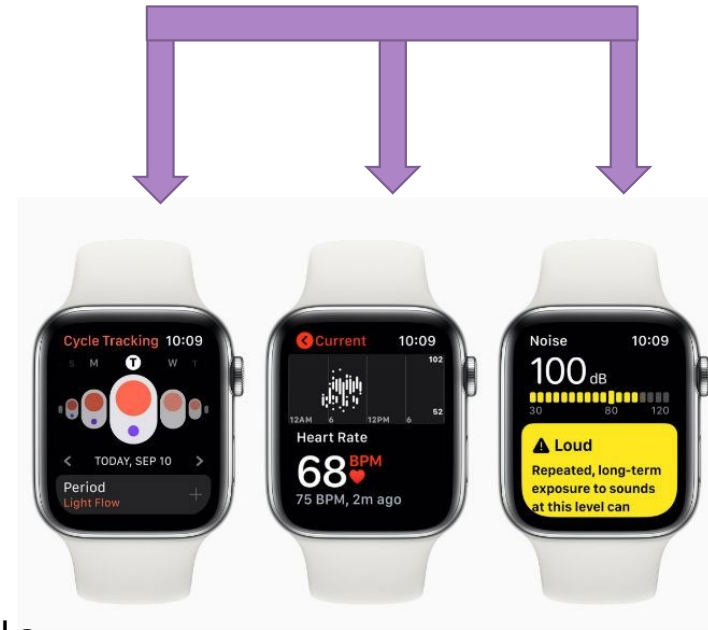 Cycle Tracking 10:09
S M T W T
< TODAY, SEP 10 >
Period +
Light Flow
Current 10:09
102
52
12AM 6 12PM 6
Heart Rate
68 BPM
75 BPM, 2m ago
Noise 10:09
100 dB
30 80 120
Loud
Repeated, long-term
exposure to sounds
at this level can